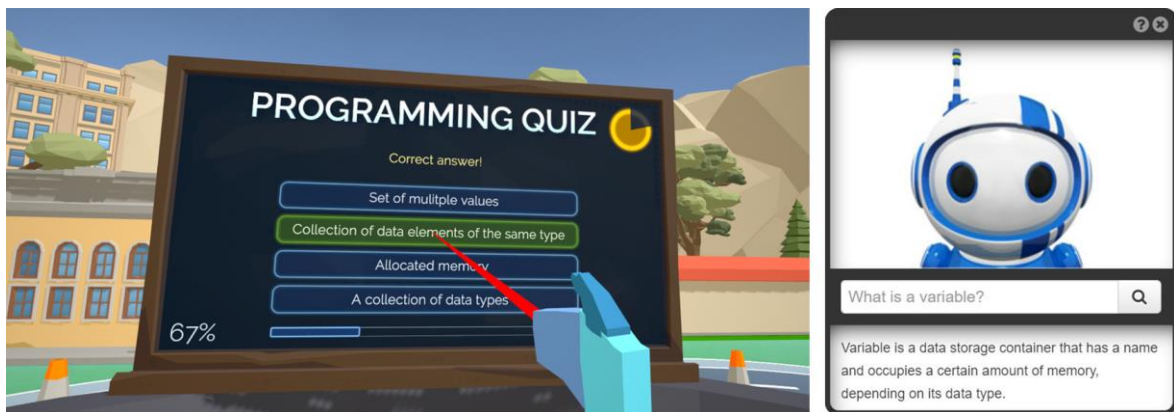 PROGRAMMING QUIZ
Correct answer!
Set of mulitple values
Collection of data elements of the same type
Allocated memory
A collection of data types
67%
What is a variable?
Variable is a data storage container that has a name
and occupies a certain amount of memory,
depending on its data type.